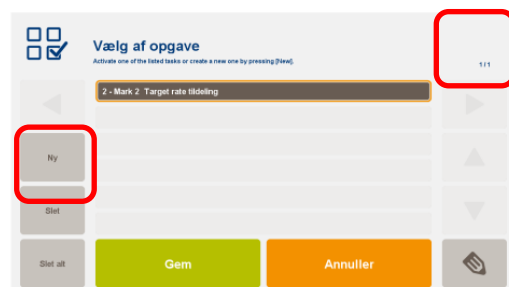 Vælg af opgave
Activate one of the listed tasks or create a new one by pressing [New].
1/1
2 - Mark 2 Target rate tildeling
Ny
Slet
Slet alt
Gem
Annuller